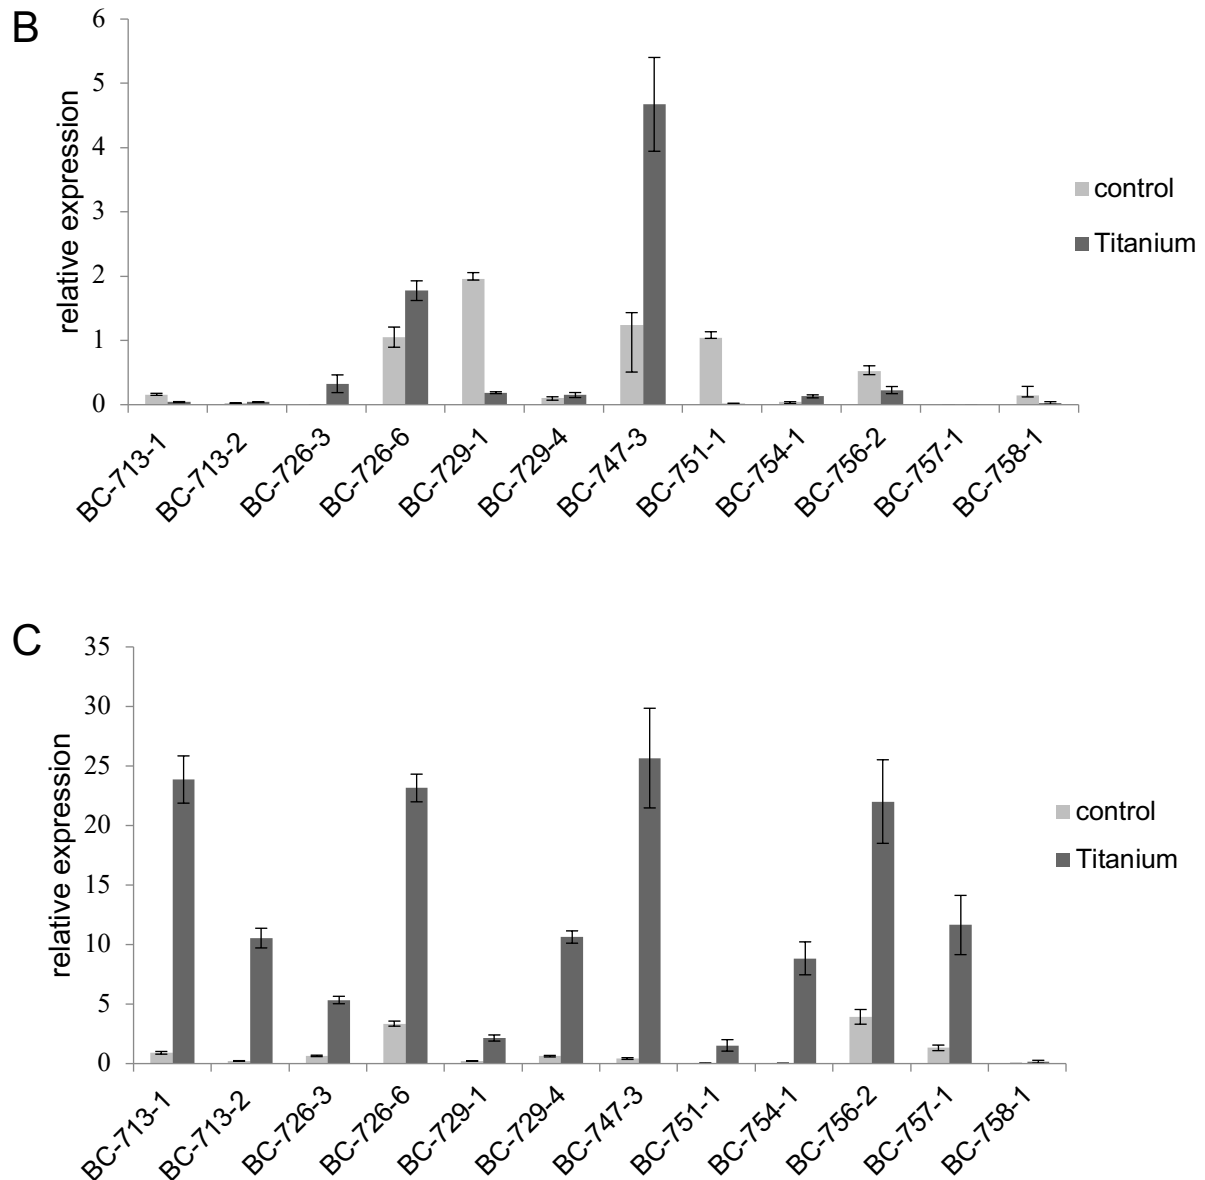 B
6
5
4
3
2
1
0
relative expression
control
Titanium
BC-713-1
BC-713-2
BC-726-3
BC-726-6
BC-729-1
BC-729-4
BC-747-3
BC-751-1
BC-754-1
BC-756-2
BC-757-1
BC-758-1
C
35
30
25
20
15
10
5
0
relative expression
control
Titanium
BC-713-1
BC-713-2
BC-726-3
BC-726-6
BC-729-1
BC-729-4
BC-747-3
BC-751-1
BC-754-1
BC-756-2
BC-757-1
BC-758-1